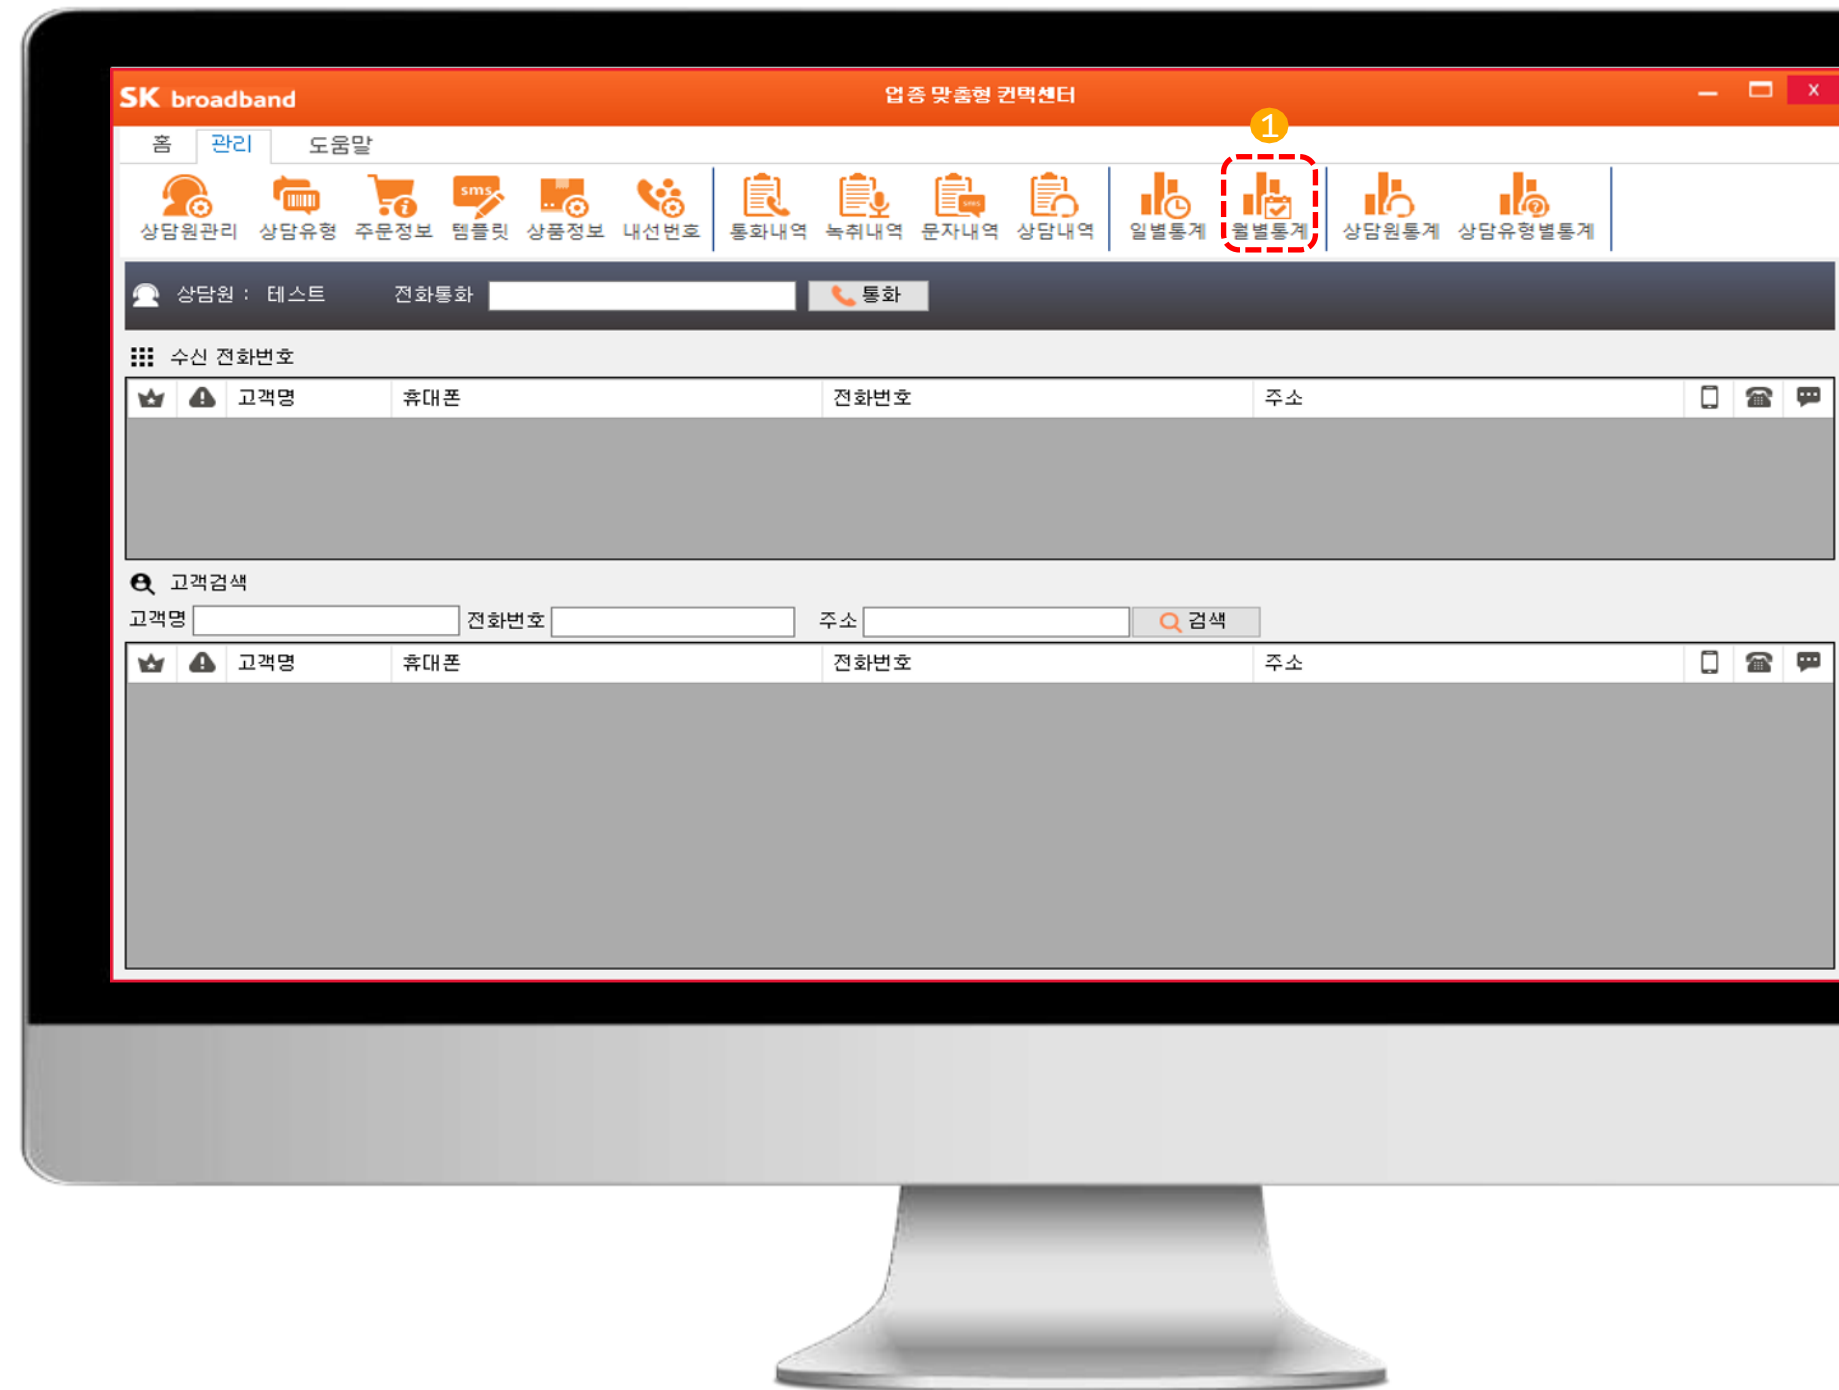 SK broadband
업종 맞춤형 컨택센터
x
1
홈 관리 도움말
sms
sms
상담원관리 상담유형 주문정보 템플릿 상품정보 내선번호 통화내역 녹취내역 문자내역 상담내역 일별통계 월별통계 상담원통계 상담유형별통계
상담원 : 테스트 전화통화 통화
수신 전화번호
고객명 휴대폰 전화번호 주소
고객검색
고객명 전화번호 주소 검색
고객명 휴대폰 전화번호 주소